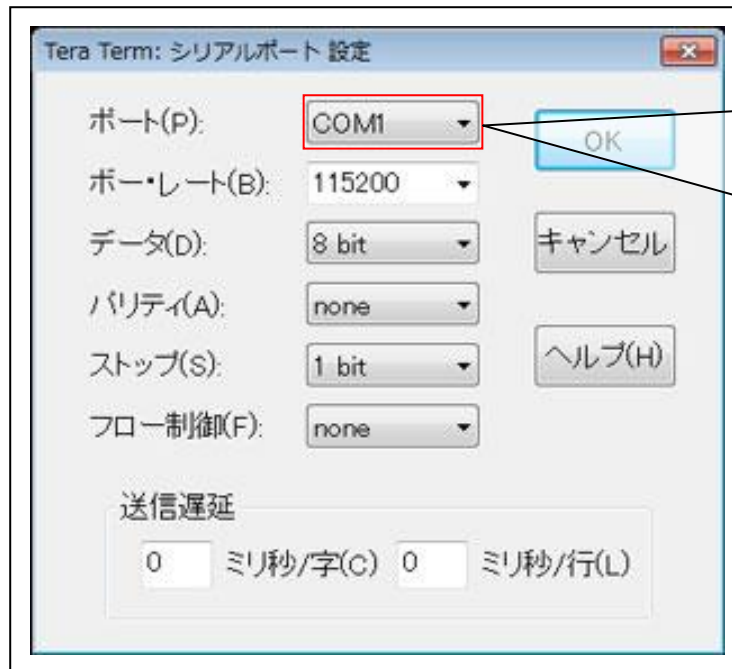 Tera Term: シリアルポート 設定
ポート(P): COM1
OK
ボー・レート(B): 115200
データ(D): 8 bit
キャンセル
パリティ(A): none
ストップ(S): 1 bit
ヘルプ(H)
フロー制御(F): none
送信遅延
0 ミリ秒/字(C) 0 ミリ秒/行(L)